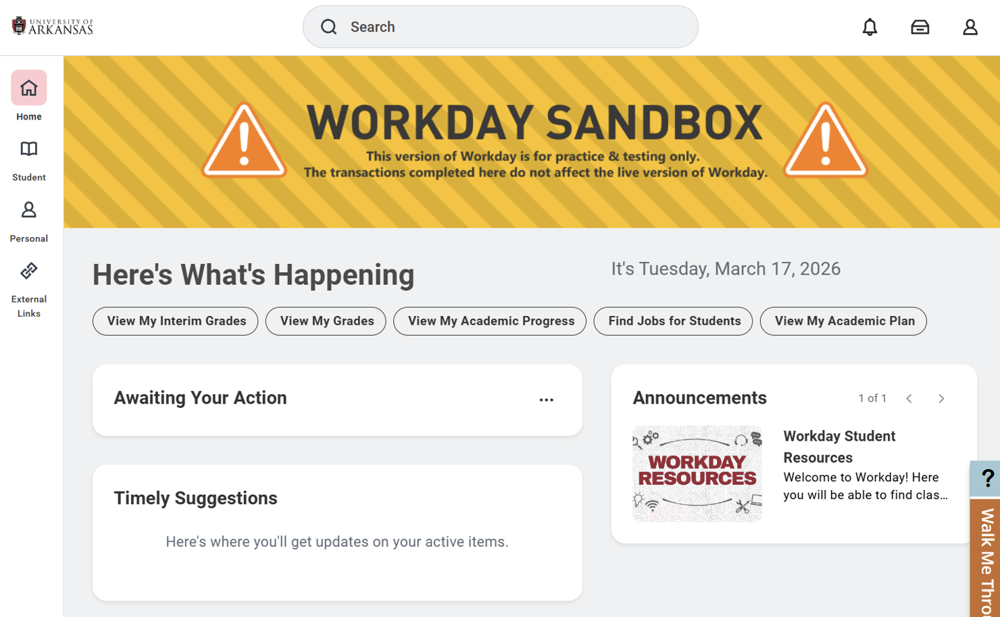 UNIVERSITY OF
ARKANSAS
Search
Home
Student
Personal
External
Links
WORKDAY SANDBOX
This version of Workday is for practice & testing only.
The transactions completed here do not affect the live version of Workday.
Here's What's Happening
It's Tuesday, March 17, 2026
View My Interim Grades
View My Grades
View My Academic Progress
Find Jobs for Students
View My Academic Plan
Awaiting Your Action
Timely Suggestions
Here's where you'll get updates on your active items.
Announcements
1 of 1
WORKDAY
RESOURCES
Workday Student
Resources
Welcome to Workday! Here
you will be able to find clas...
?
Walk Me Thro